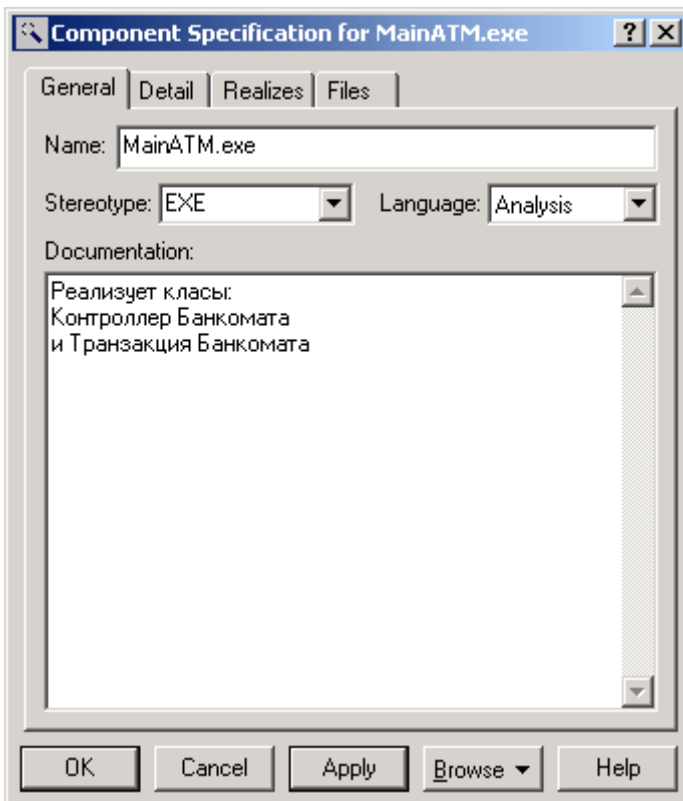 Component Specification for MainATM.exe
General Detail Realizes Files
Name: MainATM.exe
Stereotype: EXE Language: Analysis
Documentation:
Реализует класы:
Контроллер Банкомата
и Транзакция Банкомата
OK Cancel Apply Browse Help